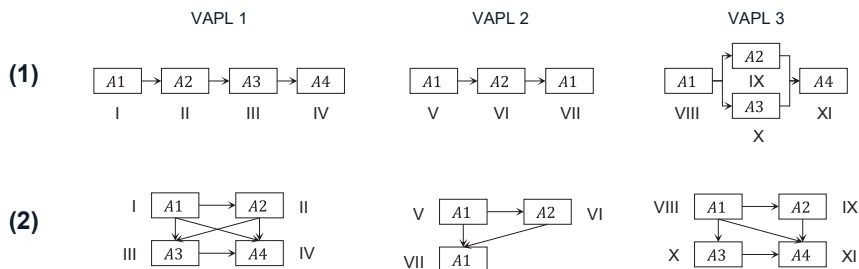 VAPL 1 VAPL 2 VAPL 3
(1)
A1 A2 A3 A4
I II III IV
A1 A2 A1
V VI VII
A1 A2 A3 A4
VIII IX X XI
(2)
I A1 A2 II
III A3 A4 IV
V A1 A2 VI
VII A1
VIII A1 A2 IX
X A3 A4 XI